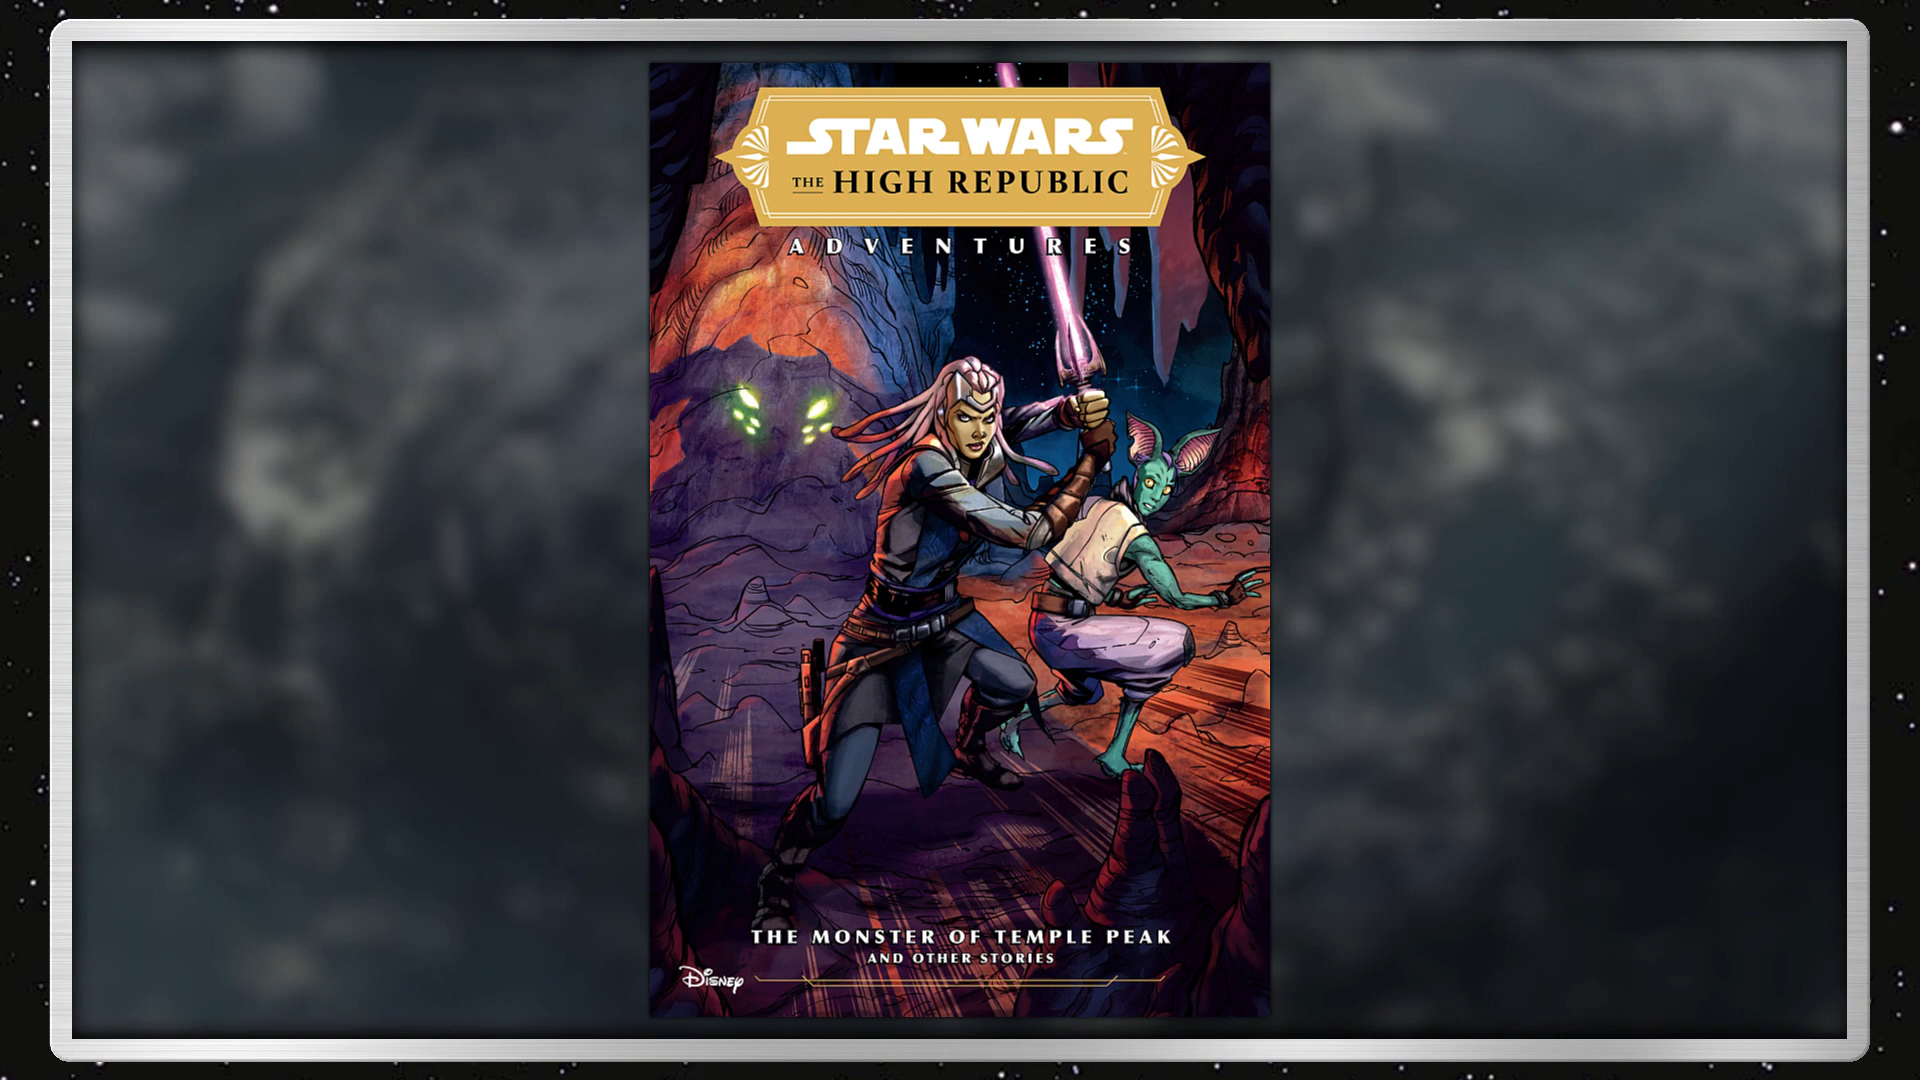 STAR WARS
THE HIGH REPUBLIC
ADVENTURES
THE MONSTER OF TEMPLE PEAK
AND OTHER STORIES
Disney